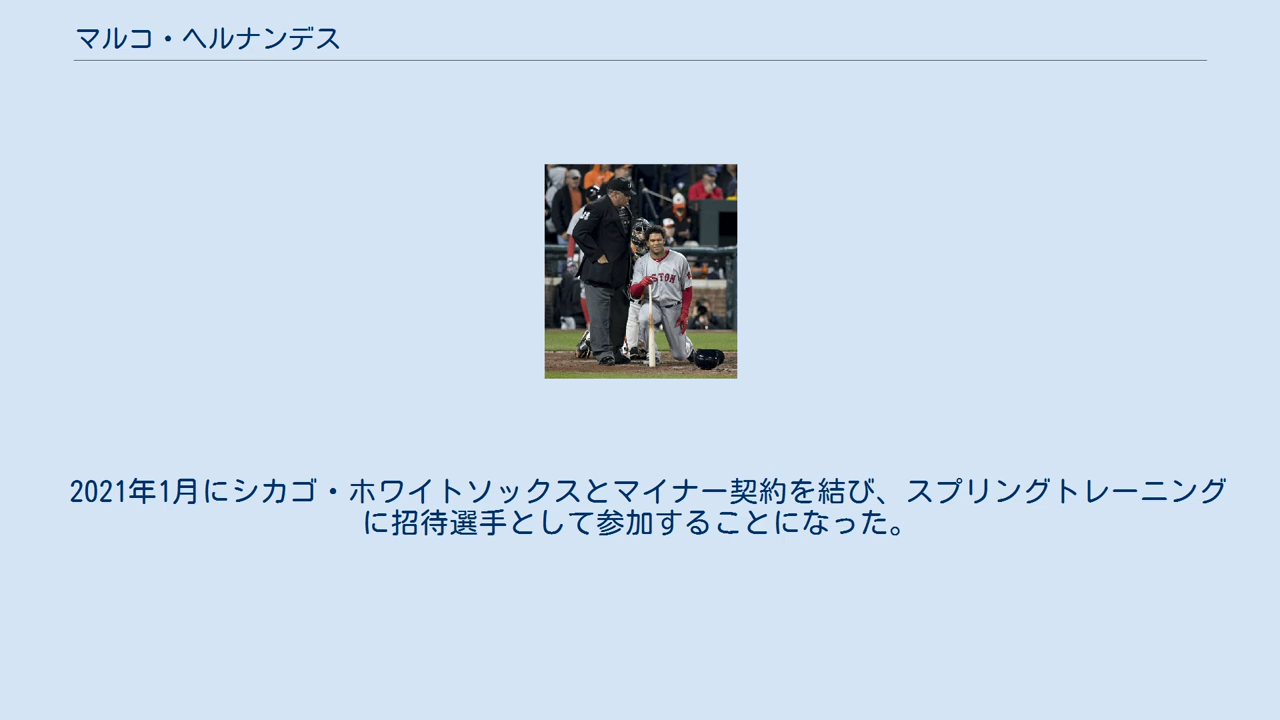 マルコ・ヘルナンデス
STON
2021年1月にシカゴ・ホワイトソックスとマイナー契約を結び、スプリングトレーニング
に招待選手として参加することになった。